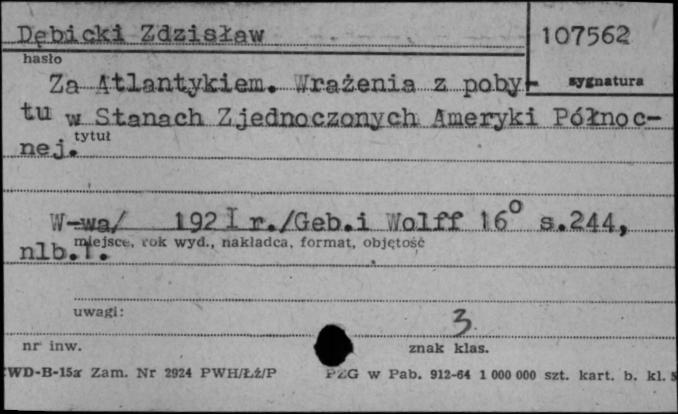 Dębicki Zdzisław
107562
hasło
Za Atlantykiem. Wrażenia z poby-
sygnatura
tu w Stanach Zjednoczonych Ameryki Północ-
tytuł
nej.
W-wa/ 1921 r./Geb.i Wolff 16° s.244,
miejsce, rok wyd., nakładca, format, objętość
nlb.1.
uwagi:
3
nr inw.
znak klas.
CWD-B-15a Zam. Nr 2924 PWH/Łż/P PZG w Pab. 912-64 1 000 000 szt. kart. b. kl. 5